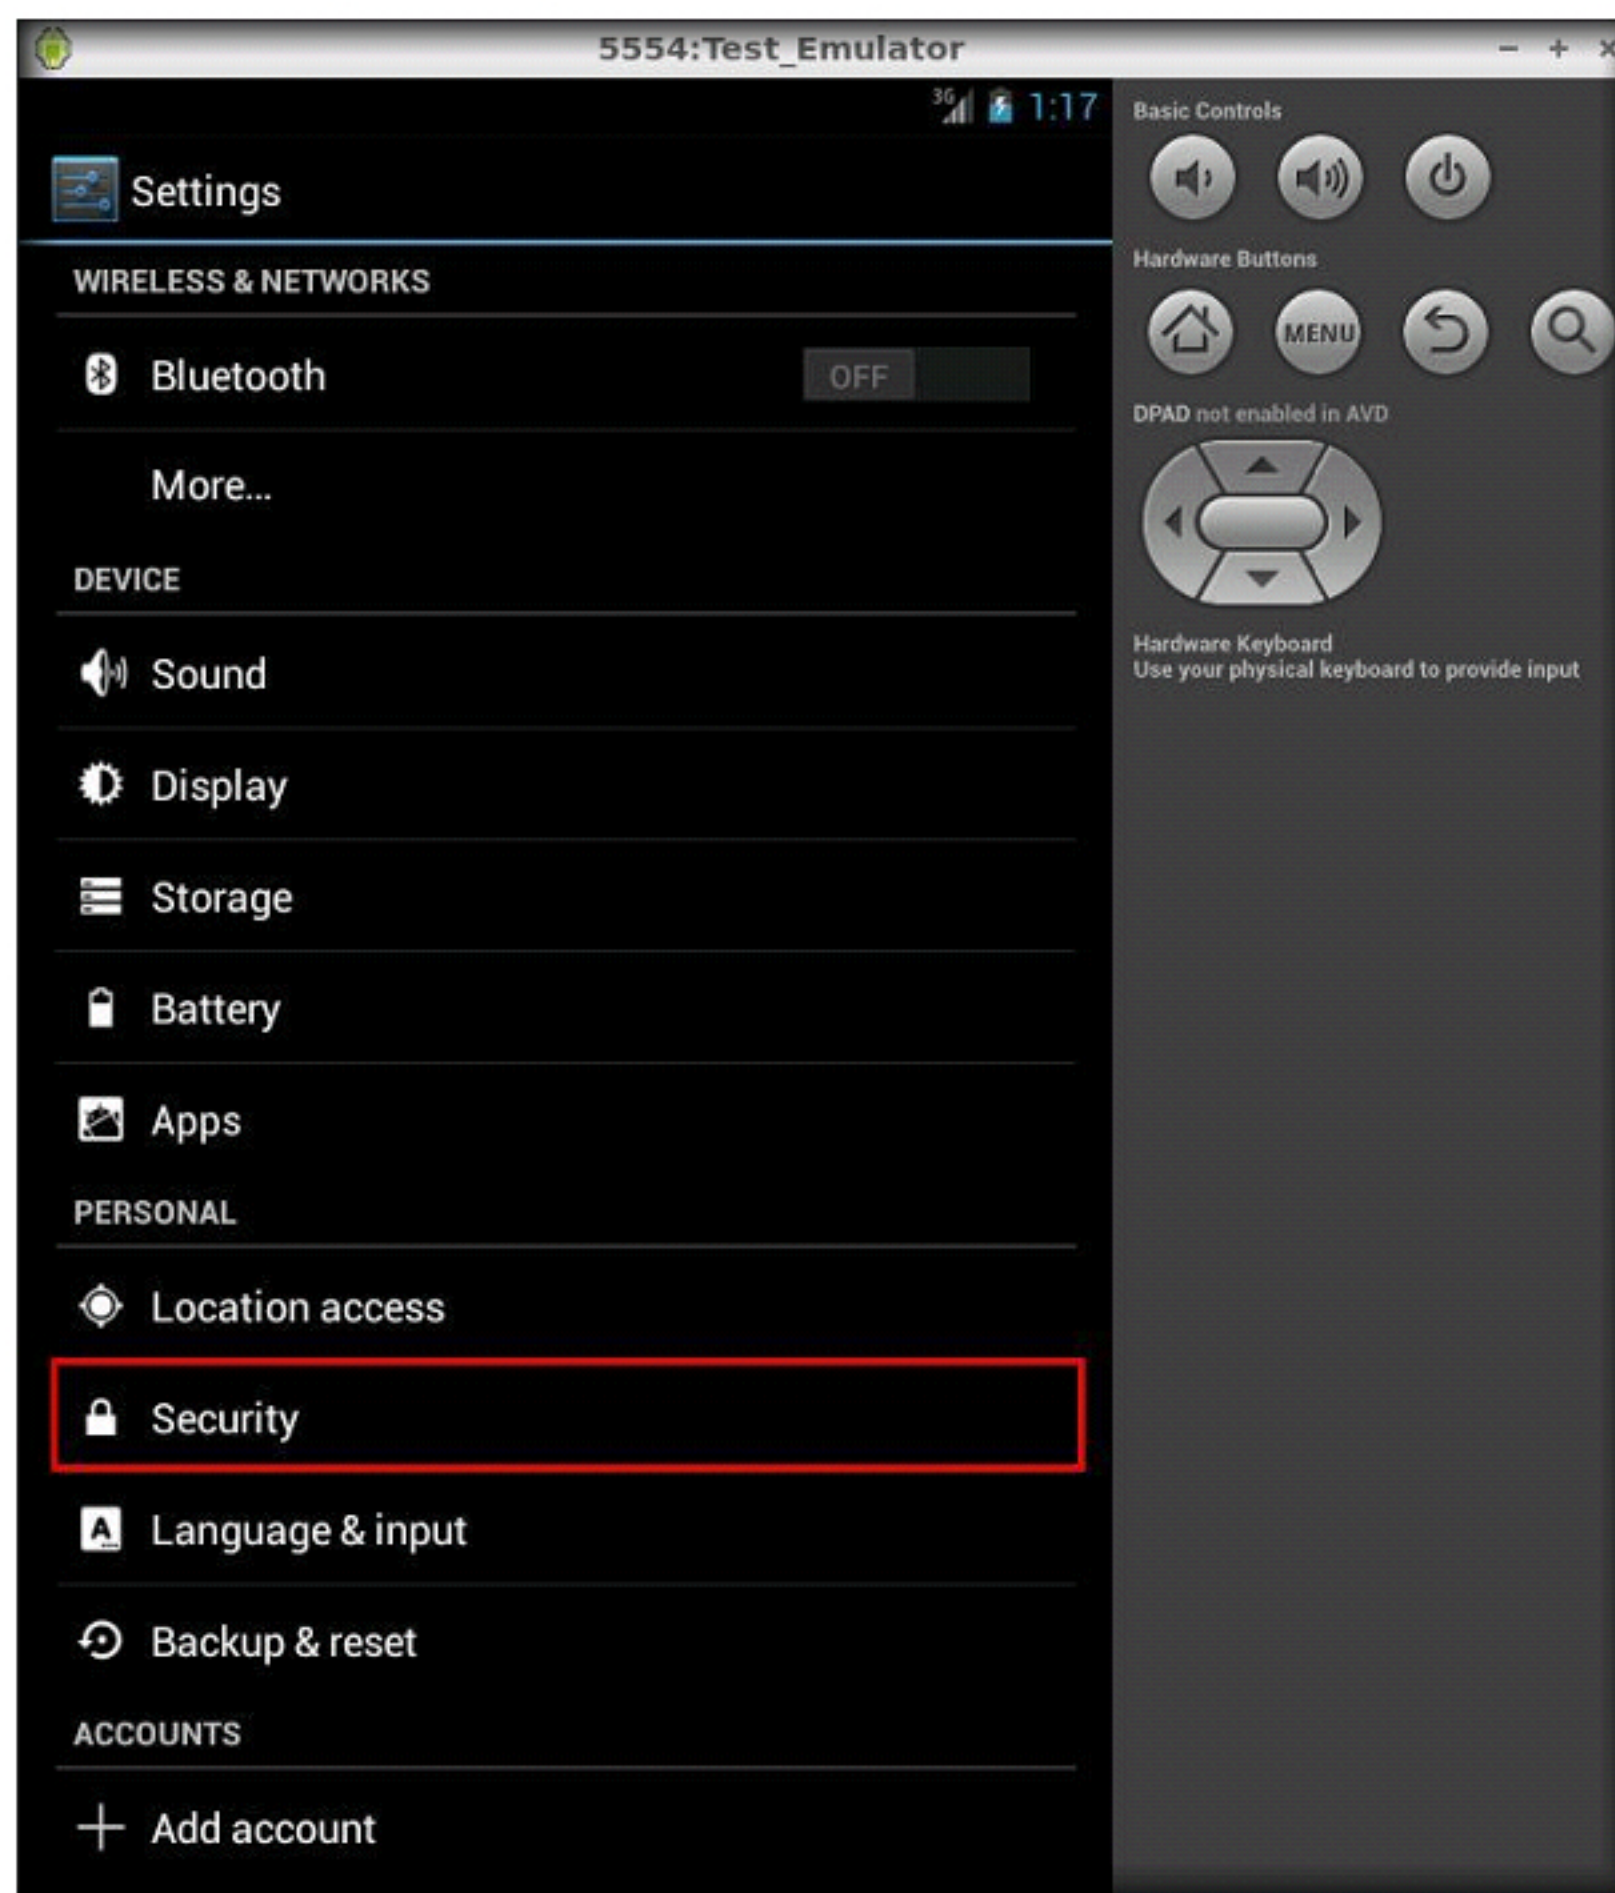 5554:Test_Emulator
3G 1:17
Settings
WIRELESS & NETWORKS
Bluetooth OFF
More...
DEVICE
Sound
Display
Storage
Battery
Apps
PERSONAL
Location access
Security
Language & input
Backup & reset
ACCOUNTS
Add account
Basic Controls
Hardware Buttons
MENU
DPAD not enabled in AVD
Hardware Keyboard
Use your physical keyboard to provide input